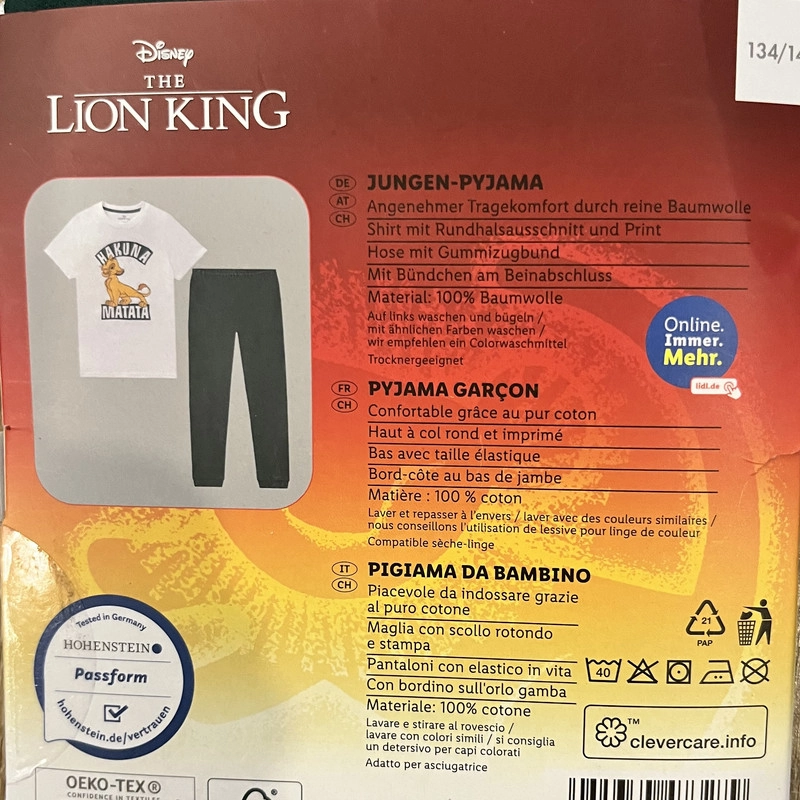 Disney
THE
LION KING
134/14
HAKUNA
MATATA
DE
AT
CH
JUNGEN-PYJAMA
Angenehmer Tragekomfort durch reine Baumwolle
Shirt mit Rundhalsausschnitt und Print
Hose mit Gummizugbund
Mit Bündchen am Beinabschluss
Material: 100% Baumwolle
Auf links waschen und bügeln /
mit ähnlichen Farben waschen /
wir empfehlen ein Colorwaschmittel
Trocknergeeignet
Online.
Immer.
Mehr.
lidl.de
FR
CH
PYJAMA GARÇON
Confortable grâce au pur coton
Haut à col rond et imprimé
Bas avec taille élastique
Bord-côte au bas de jambe
Matière : 100 % coton
Laver et repasser à l'envers / laver avec des couleurs similaires /
nous conseillons l'utilisation de lessive pour linge de couleur
Compatible sèche-linge
IT
CH
PIGIAMA DA BAMBINO
Piacevole da indossare grazie
al puro cotone
Maglia con scollo rotondo
e stampa
Pantaloni con elastico in vita
Con bordino sull'orlo gamba
Materiale: 100% cotone
Lavare e stirare al rovescio /
lavare con colori simili / si consiglia
un detersivo per capi colorati
Adatto per asciugatrice
21
PAP
40
™
clevercare.info
Tested in Germany
HOHENSTEIN
Passform
hohenstein.de/vertrauen
OEKO-TEX®
CONFIDENCE IN TEXTILES